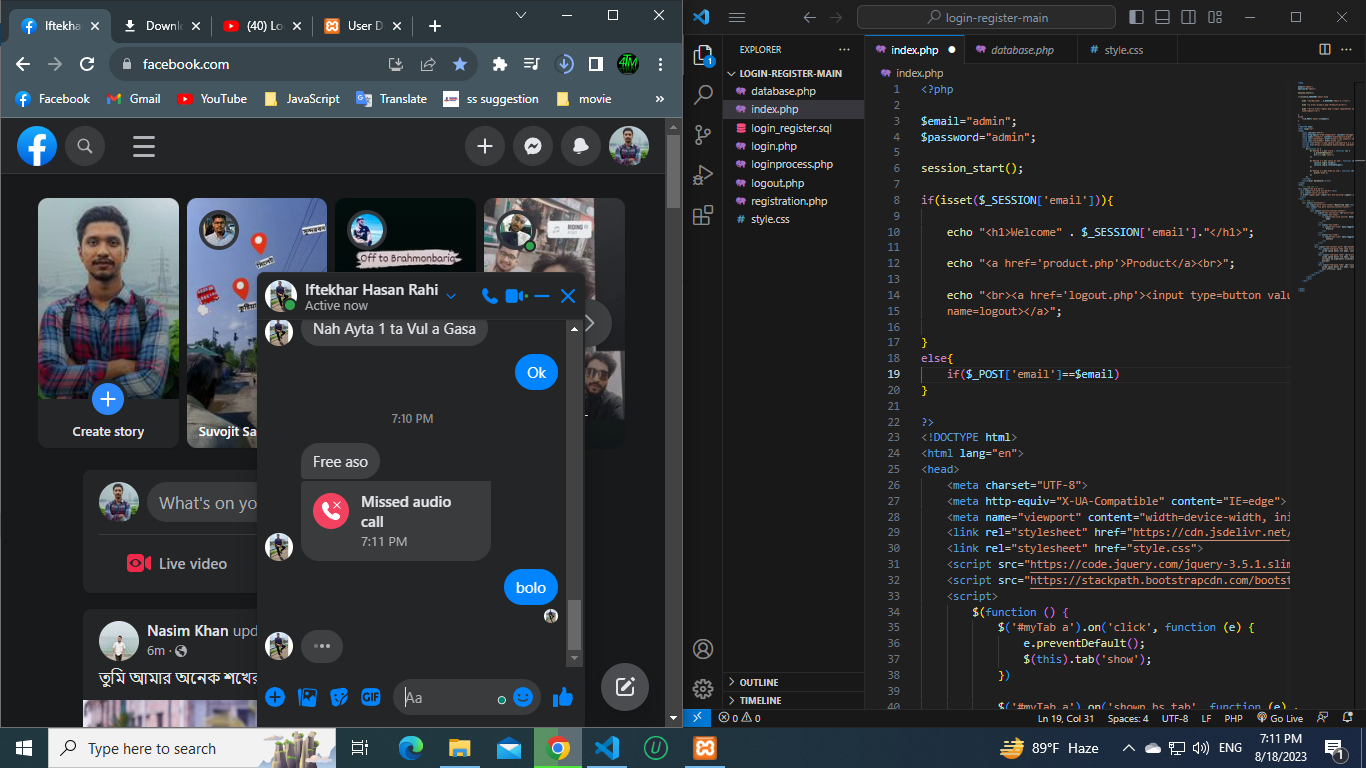 Iftekha
Downl
(40) Lo
User D
facebook.com
Facebook
Gmail
YouTube
JavaScript
Translate
ss suggestion
movie
»
Off to Brahmonbaria
RIDING
Create story
Suvojit Sa
What's on yo
Live video
Nasim Khan upd
6m ·
তুমি আমার অনেক শখের
Iftekhar Hasan Rahi
Active now
Nah Ayta 1 ta Vul a Gasa
Ok
7:10 PM
Free aso
Missed audio
call
7:11 PM
bolo
GIF
Aa
login-register-main
EXPLORER
LOGIN-REGISTER-MAIN
database.php
index.php
login_register.sql
login.php
loginprocess.php
logout.php
registration.php
style.css
OUTLINE
TIMELINE
1
index.php
database.php
style.css
index.php
1 <?php
2
3 $email="admin";
4 $password="admin";
5
6 session_start();
7
8 if(isset($_SESSION['email'])){
9
10 echo "<h1>Welcome" . $_SESSION['email']."</h1>";
11
12 echo "<a href='product.php'>Product</a><br>";
13
14 echo "<br><a href='logout.php'><input type=button valu
15 name=logout></a>";
16
17 }
18 else{
19 if($_POST['email']==$email)
20 }
21
22 ?>
23 <!DOCTYPE html>
24 <html lang="en">
25 <head>
26 <meta charset="UTF-8">
27 <meta http-equiv="X-UA-Compatible" content="IE=edge">
28 <meta name="viewport" content="width=device-width, ini
29 <link rel="stylesheet" href="https://cdn.jsdelivr.net/
30 <link rel="stylesheet" href="style.css">
31 <script src="https://code.jquery.com/jquery-3.5.1.slim
32 <script src="https://stackpath.bootstrapcdn.com/bootst
33 <script>
34 $(function () {
35 $('#myTab a').on('click', function (e) {
36 e.preventDefault();
37 $(this).tab('show');
38 })
39
40 $('#myTab a').on('shown.bs.tab', function (e)
0 0
Ln 19, Col 31
Spaces: 4
UTF-8
LF
PHP
Go Live
Type here to search
89°F Haze
ENG
7:11 PM
8/18/2023
1